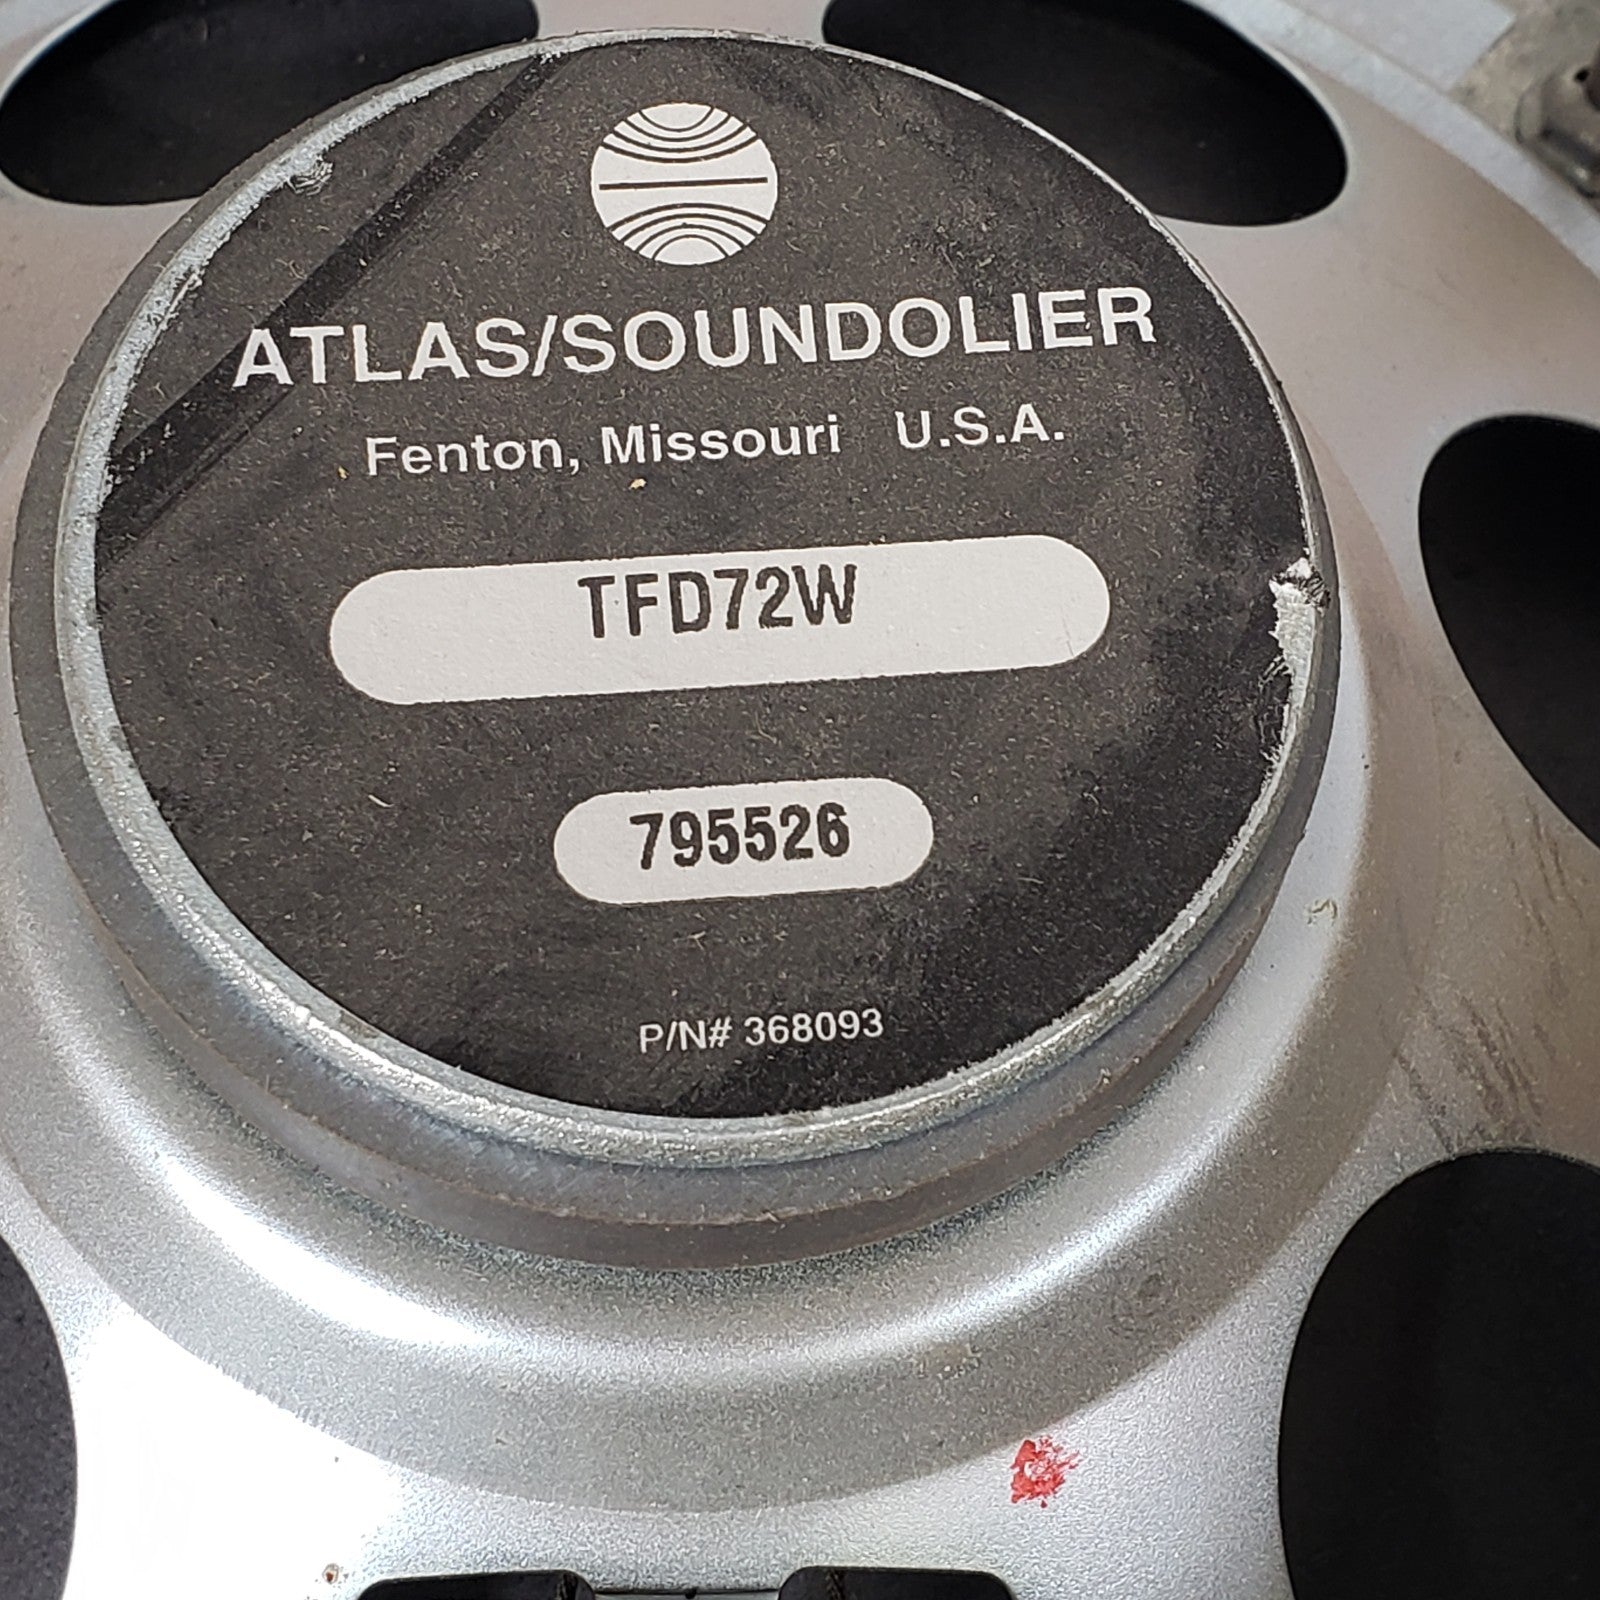 ATLAS/SOUNDOLIER
Fenton, Missouri U.S.A.
TFD72W
795526
P/N# 368093